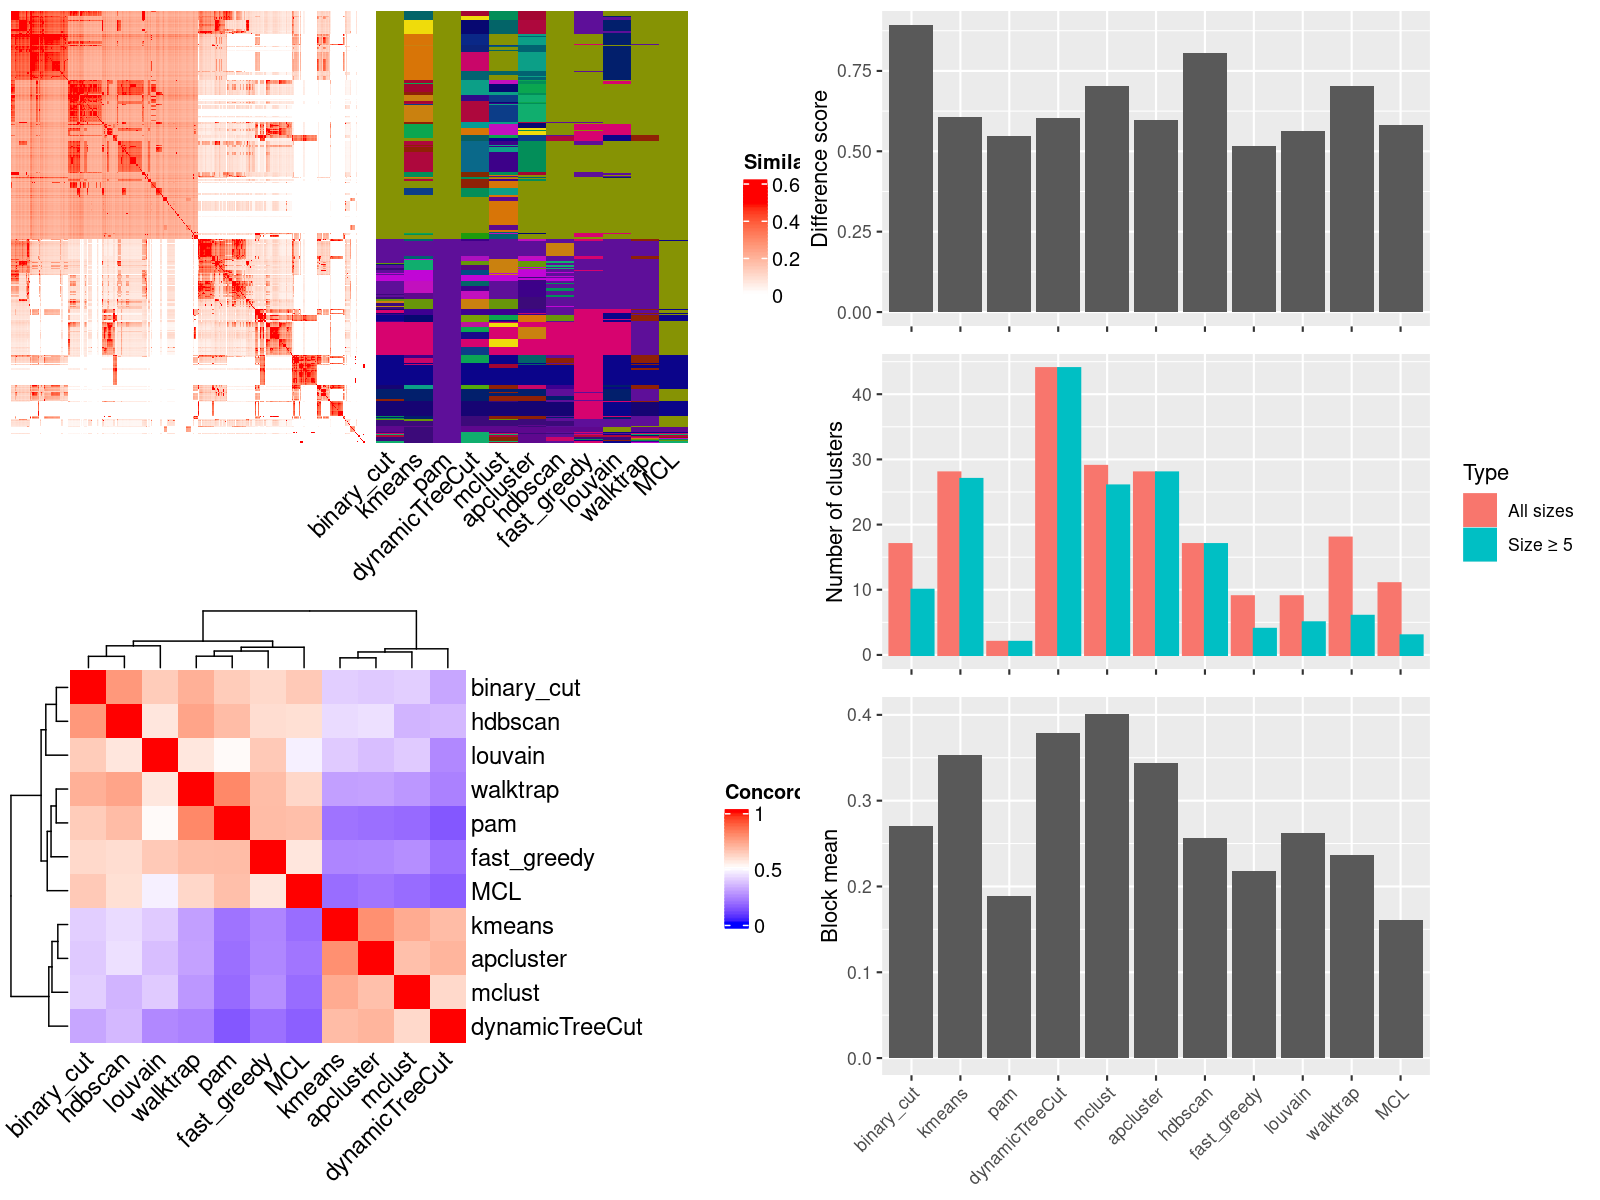 Simila
0.6
0.4
0.2
0
binary_cut
kmeans
pam
dynamicTreeCut
mclust
apcluster
hdbscan
fast_greedy
louvain
walktrap
MCL
Difference score
0.75
0.50
0.25
0.00
Number of clusters
40
30
20
10
0
Type
All sizes
Size ≥ 5
binary_cut
hdbscan
louvain
walktrap
pam
fast_greedy
MCL
kmeans
apcluster
mclust
dynamicTreeCut
binary_cut
hdbscan
louvain
walktrap
pam
fast_greedy
MCL
kmeans
apcluster
mclust
dynamicTreeCut
Concord
1
0.5
0
Block mean
0.4
0.3
0.2
0.1
0.0
binary_cut
kmeans
pam
dynamicTreeCut
mclust
apcluster
hdbscan
fast_greedy
louvain
walktrap
MCL